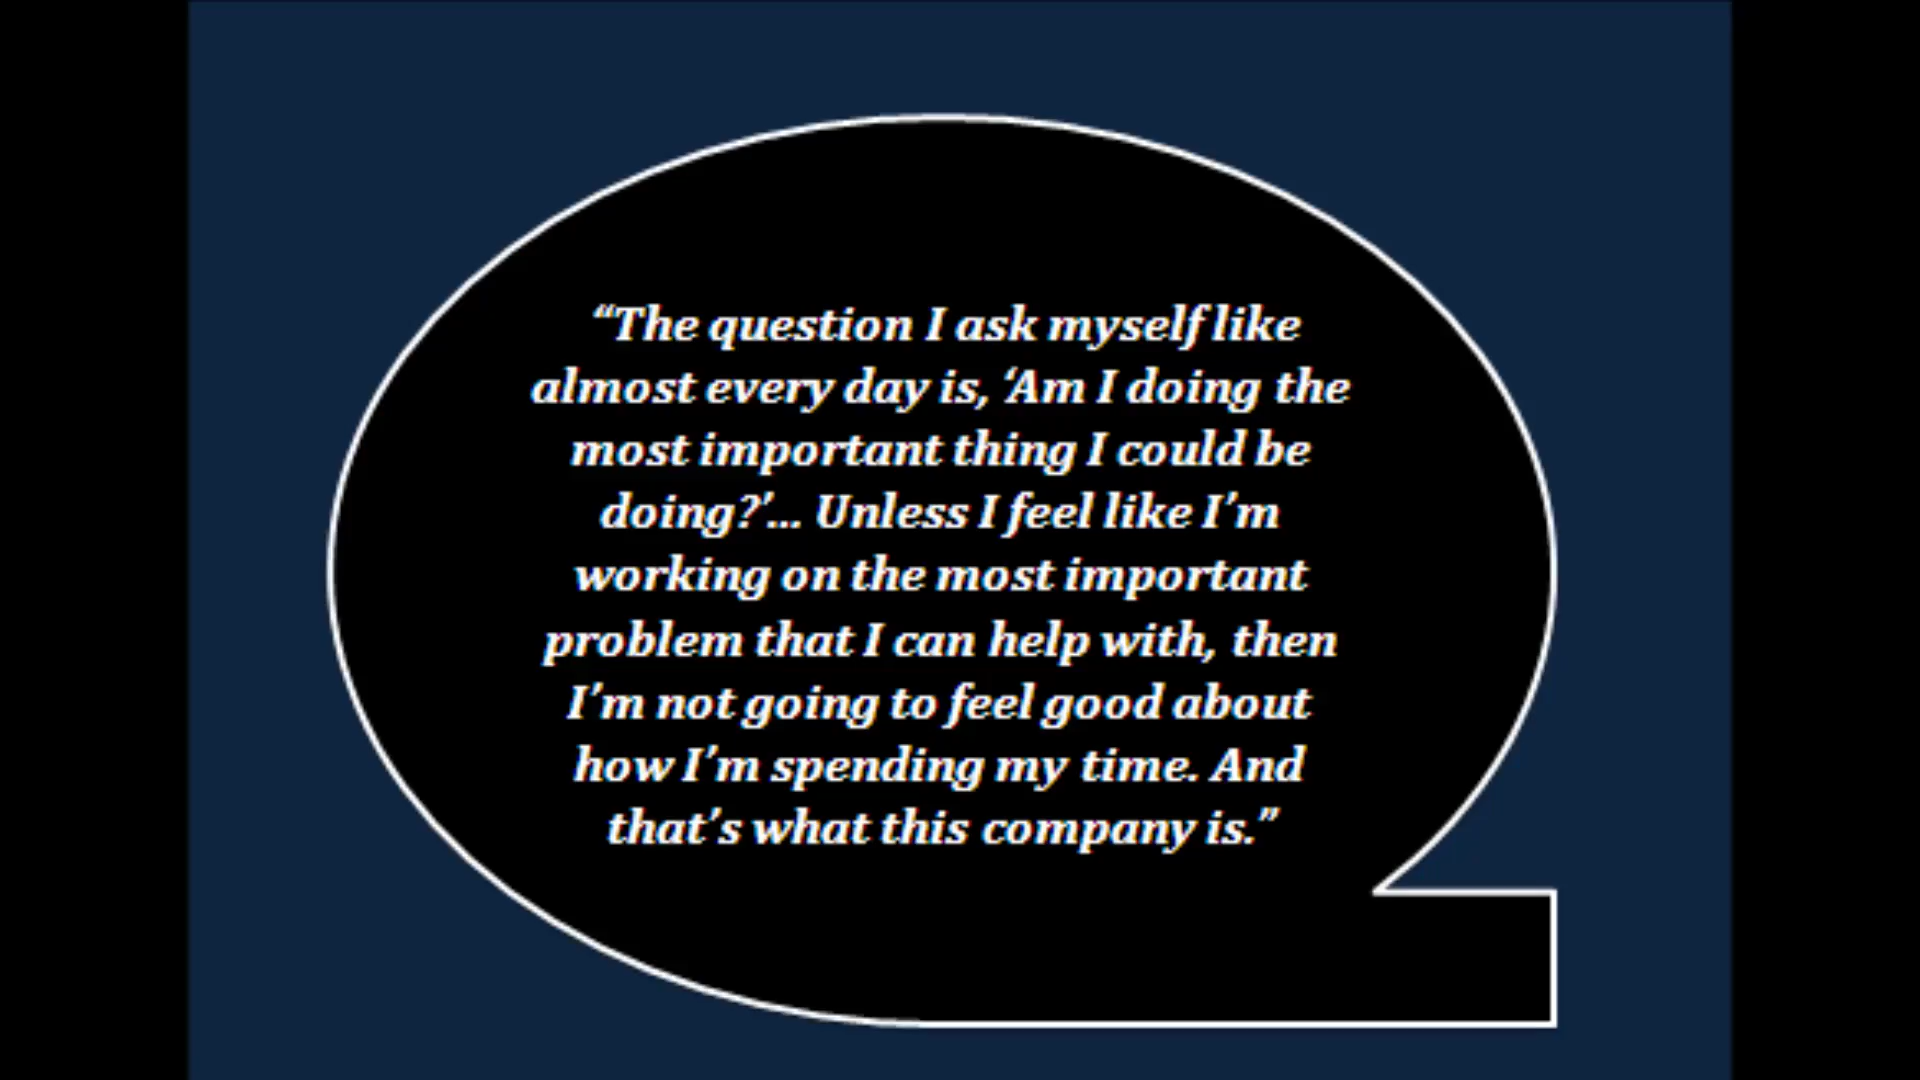 “The question I ask myself like
almost every day is, ‘Am I doing the
most important thing I could be
doing?’... Unless I feel like I’m
working on the most important
problem that I can help with, then
I’m not going to feel good about
how I’m spending my time. And
that’s what this company is.”